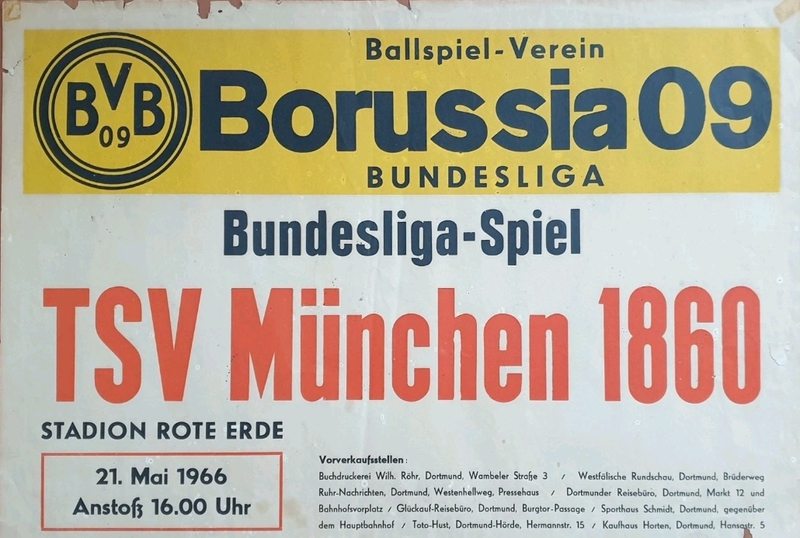 BVB 09
Ballspiel-Verein
Borussia 09
BUNDESLIGA
Bundesliga-Spiel
TSV München 1860
STADION ROTE ERDE
21. Mai 1966
Anstoß 16.00 Uhr
Vorverkaufsstellen:
Buchdruckerei Wilh. Röhr, Dortmund, Wambeler Straße 3 / Westfälische Rundschau, Dortmund, Brüderweg
Ruhr-Nachrichten, Dortmund, Westenhellweg, Pressehaus / Dortmunder Reisebüro, Dortmund, Markt 12 und
Bahnhofsvorplatz / Glückauf-Reisebüro, Dortmund, Burgtor-Passage / Sporthaus Schmidt, Dortmund, gegenüber
dem Hauptbahnhof / Toto-Hust, Dortmund-Hörde, Hermannstr. 15 / Kaufhaus Horten, Dortmund, Hansastr. 5